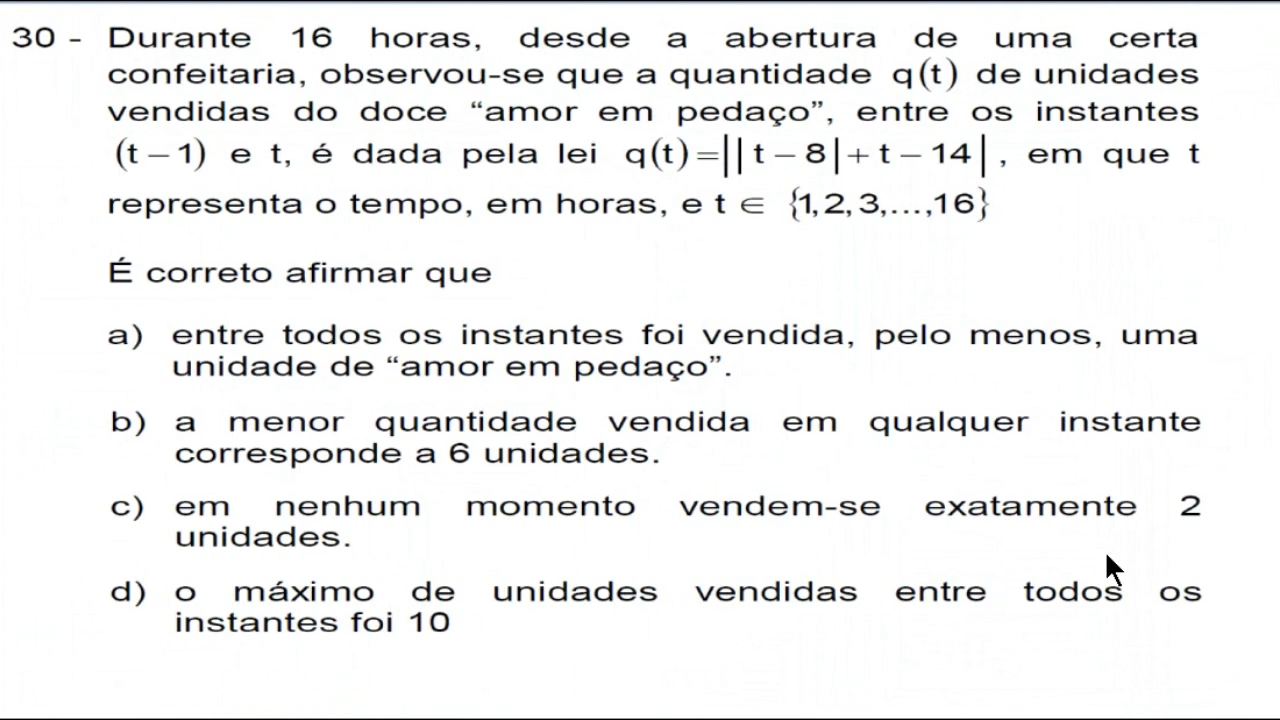 30 - Durante 16 horas, desde a abertura de uma certa
confeitaria, observou-se que a quantidade q(t) de unidades
vendidas do doce “amor em pedaço”, entre os instantes
(t – 1) e t, é dada pela lei q(t)=||t – 8|+ t – 14|, em que t
representa o tempo, em horas, e t ∈ {1, 2, 3,...,16}
É correto afirmar que
a) entre todos os instantes foi vendida, pelo menos, uma
unidade de “amor em pedaço”.
b) a menor quantidade vendida em qualquer instante
corresponde a 6 unidades.
c) em nenhum momento vendem-se exatamente 2
unidades.
d) o máximo de unidades vendidas entre todos os
instantes foi 10